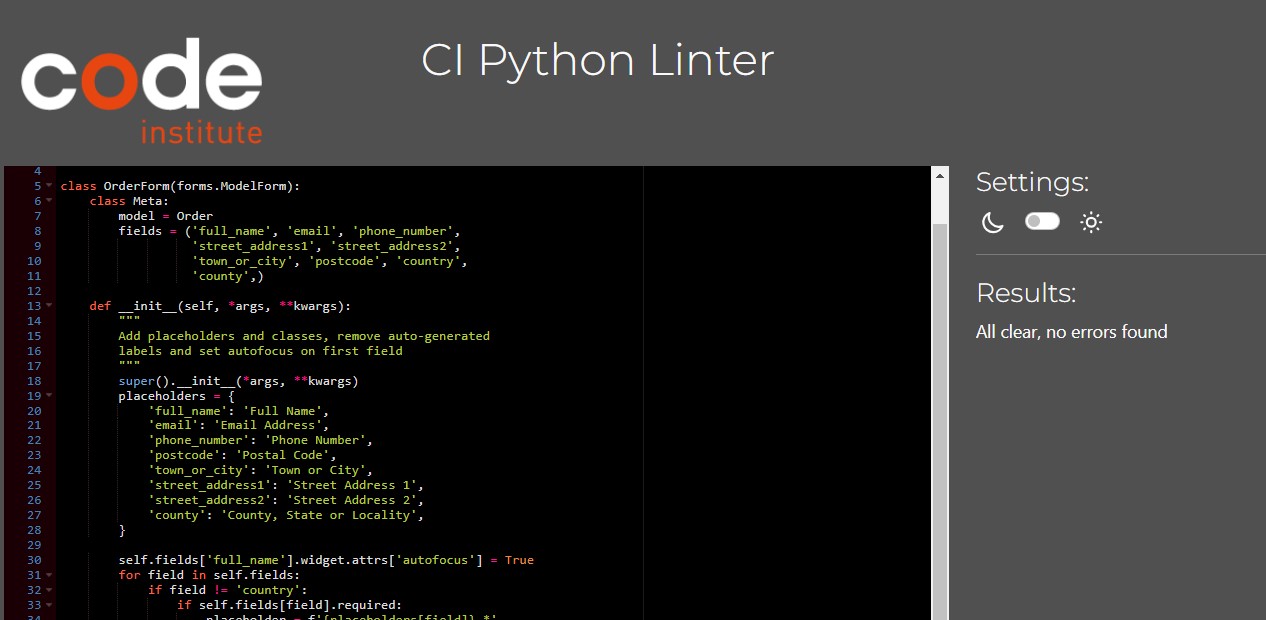 code
institute
CI Python Linter
4
5 class OrderForm(forms.ModelForm):
6     class Meta:
7         model = Order
8         fields = ('full_name', 'email', 'phone_number',
9                   'street_address1', 'street_address2',
10                   'town_or_city', 'postcode', 'country',
11                   'county',)
12
13     def __init__(self, *args, **kwargs):
14         """
15         Add placeholders and classes, remove auto-generated
16         labels and set autofocus on first field
17         """
18         super().__init__(*args, **kwargs)
19         placeholders = {
20             'full_name': 'Full Name',
21             'email': 'Email Address',
22             'phone_number': 'Phone Number',
23             'postcode': 'Postal Code',
24             'town_or_city': 'Town or City',
25             'street_address1': 'Street Address 1',
26             'street_address2': 'Street Address 2',
27             'county': 'County, State or Locality',
28         }
29
30         self.fields['full_name'].widget.attrs['autofocus'] = True
31         for field in self.fields:
32             if field != 'country':
33                 if self.fields[field].required:
34                     placeholder = f'{placeholders[field]} *'
Settings:
Results:
All clear, no errors found